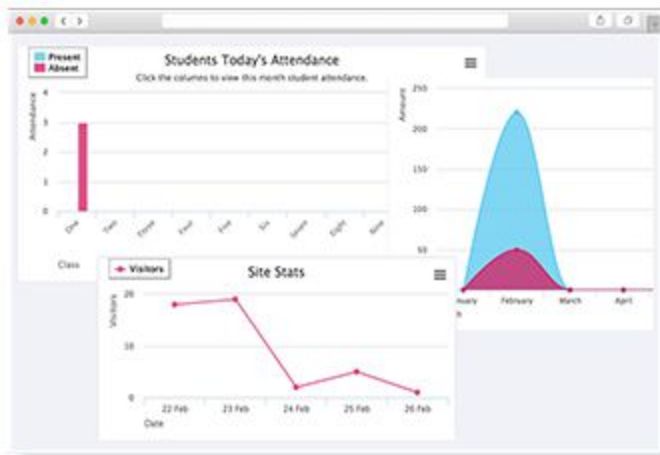 Present
Absent
Students Today's Attendance
Click the columns to view this month student attendance.
Attendance
4
3
2
1
0
One
Two
Three
Four
Five
Six
Seven
Eight
Nine
Class
Amount
250
200
150
100
50
nuary
February
March
April
h
Visitors
Site Stats
Visitors
20
10
0
22 Feb
23 Feb
24 Feb
25 Feb
26 Feb
Date